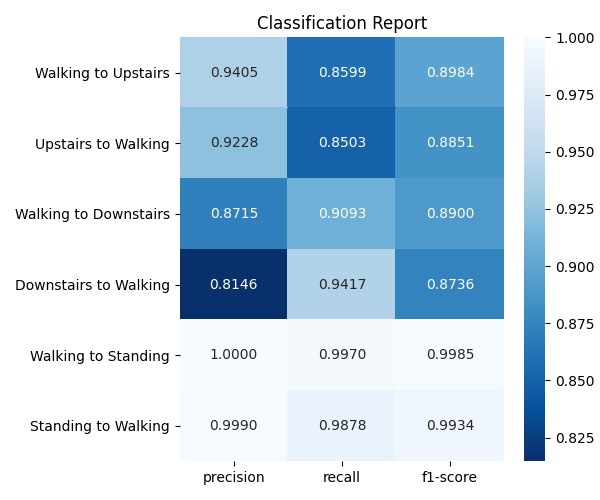 Classification Report
Walking to Upstairs 0.9405 0.8599 0.8984
Upstairs to Walking 0.9228 0.8503 0.8851
Walking to Downstairs 0.8715 0.9093 0.8900
Downstairs to Walking 0.8146 0.9417 0.8736
Walking to Standing 1.0000 0.9970 0.9985
Standing to Walking 0.9990 0.9878 0.9934
precision recall f1-score
1.000
0.975
0.950
0.925
0.900
0.875
0.850
0.825